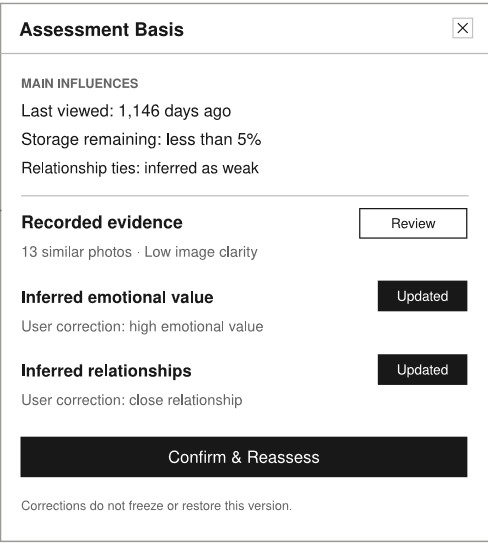 Assessment Basis
MAIN INFLUENCES
Last viewed: 1,146 days ago
Storage remaining: less than 5%
Relationship ties: inferred as weak
Recorded evidence
Review
13 similar photos · Low image clarity
Inferred emotional value
Updated
User correction: high emotional value
Inferred relationships
Updated
User correction: close relationship
Confirm & Reassess
Corrections do not freeze or restore this version.